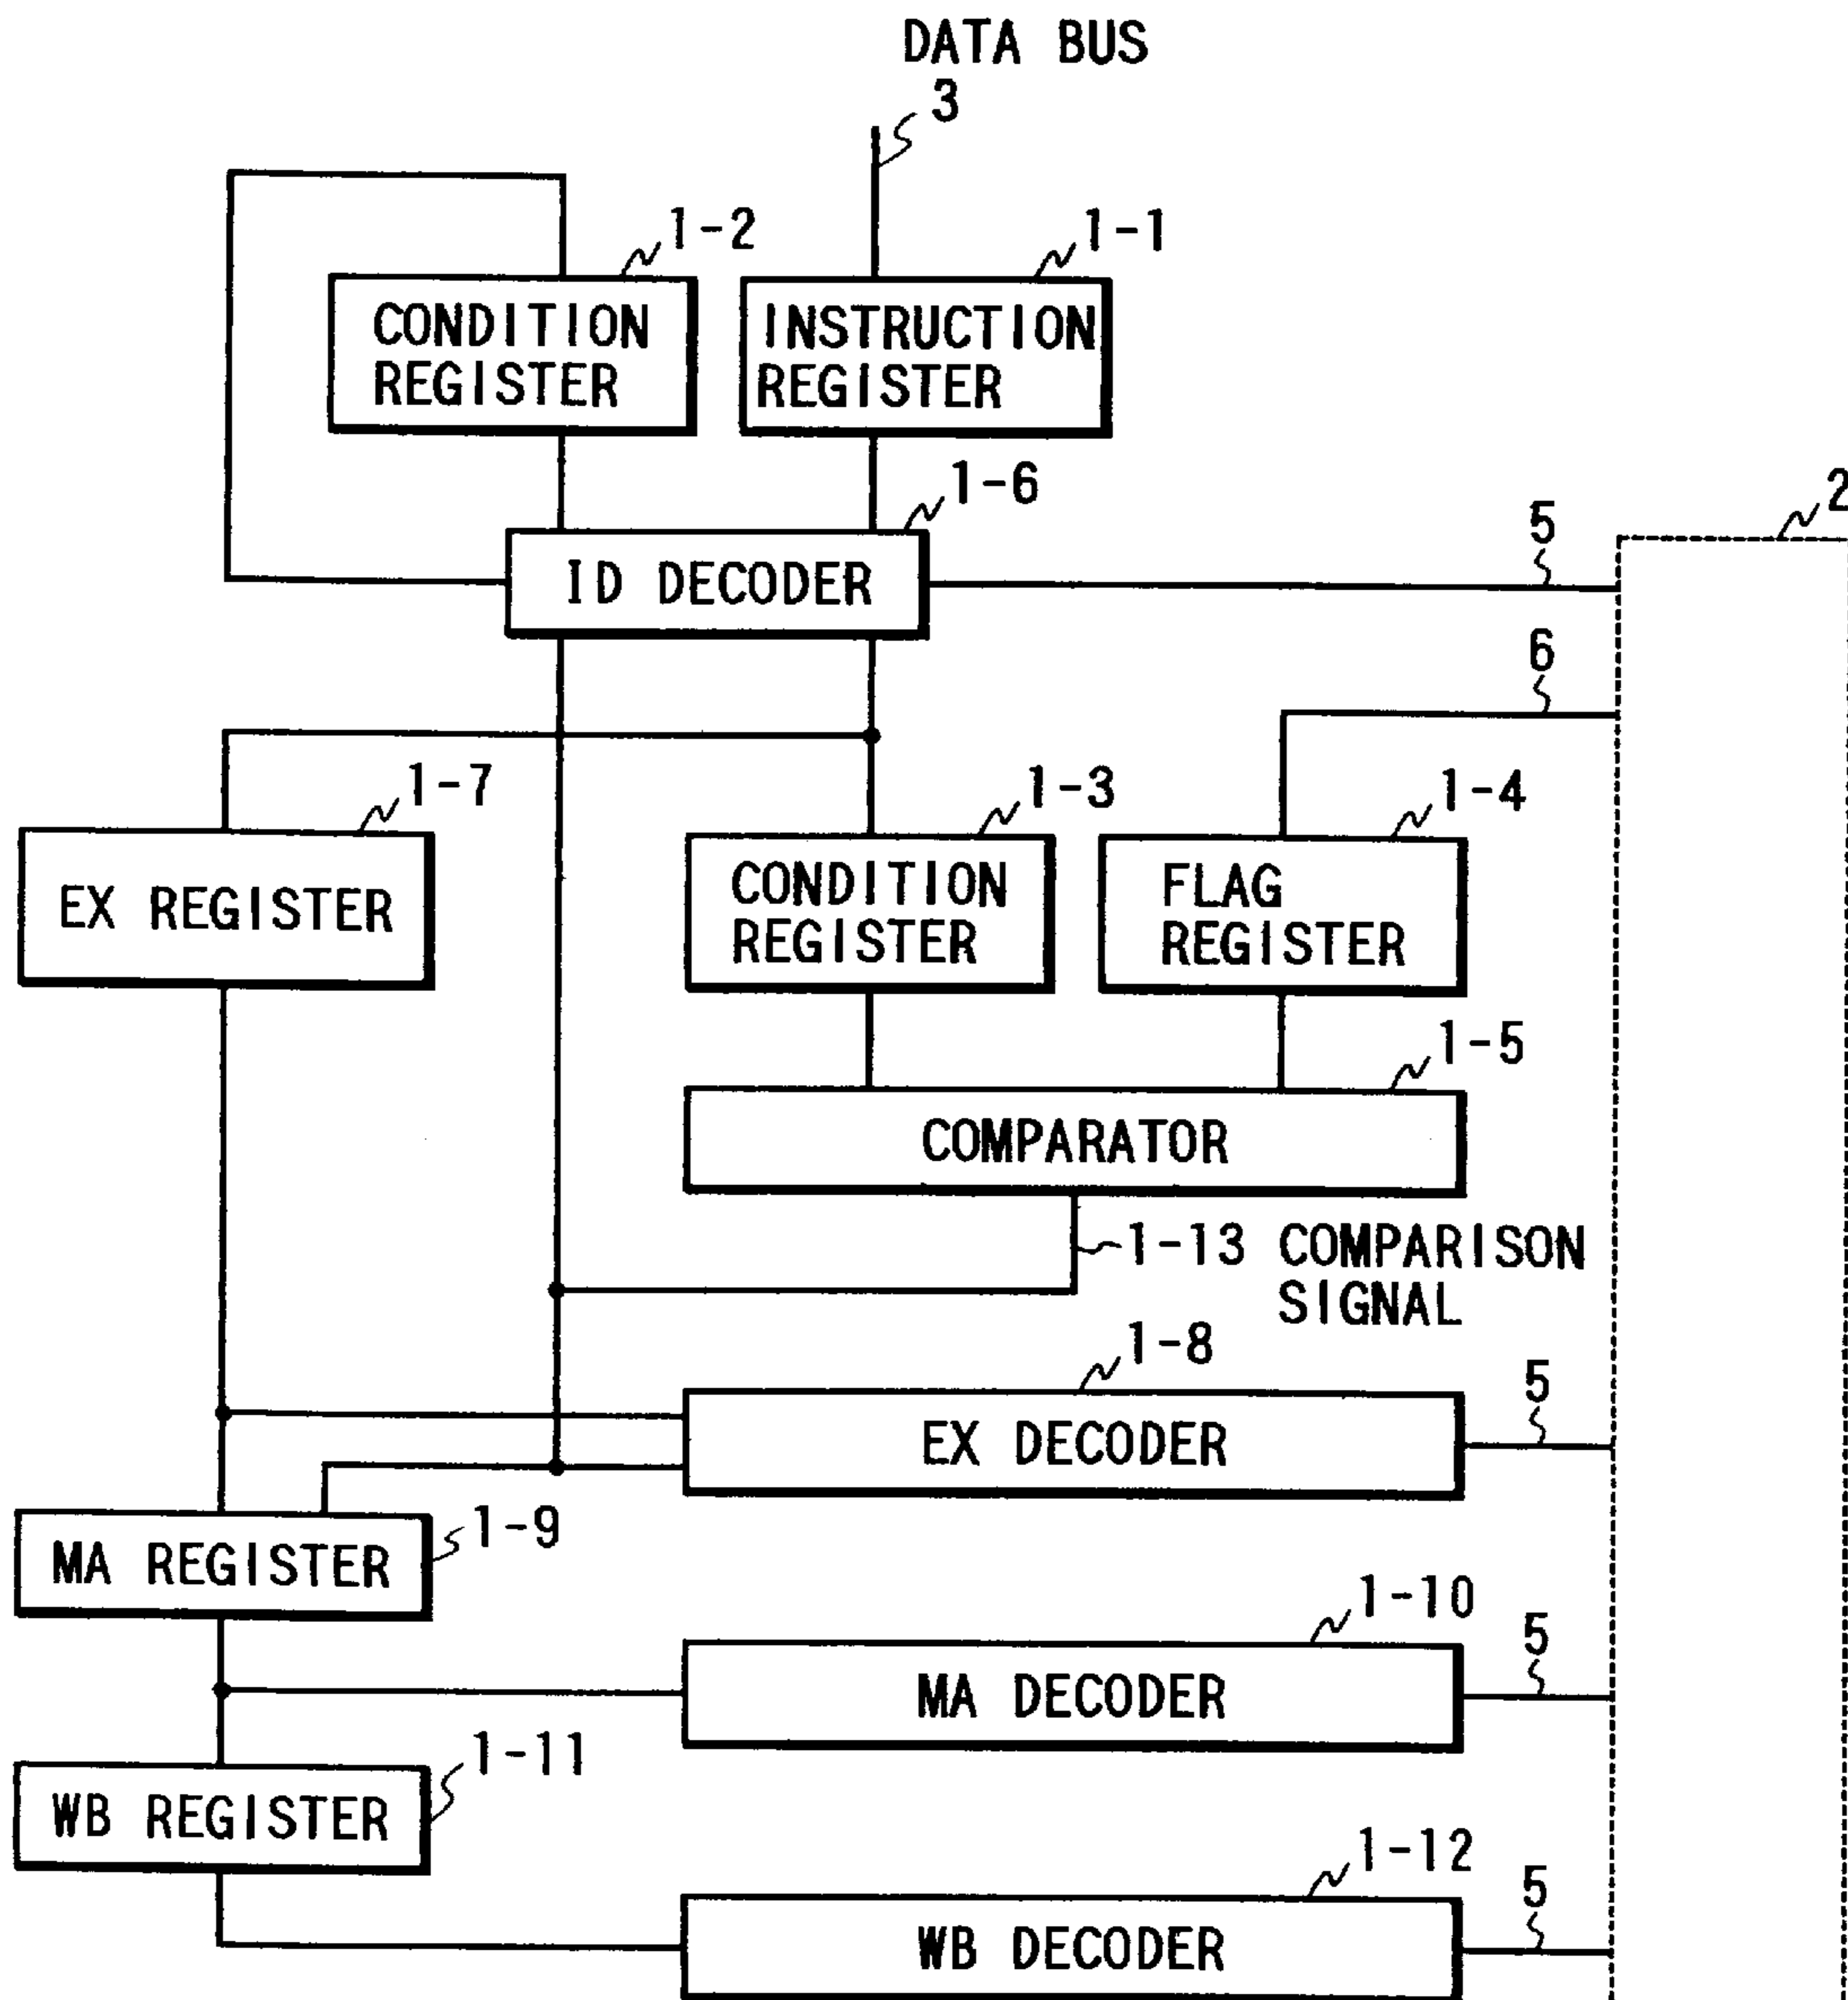 DATA BUS
3
1-2
1-1
CONDITION
REGISTER
INSTRUCTION
REGISTER
1-6
2
5
ID DECODER
6
1-7
1-3
1-4
EX REGISTER
CONDITION
REGISTER
FLAG
REGISTER
1-5
COMPARATOR
1-13 COMPARISON
SIGNAL
1-8
5
EX DECODER
1-9
MA REGISTER
1-10
5
MA DECODER
1-11
WB REGISTER
1-12
5
WB DECODER